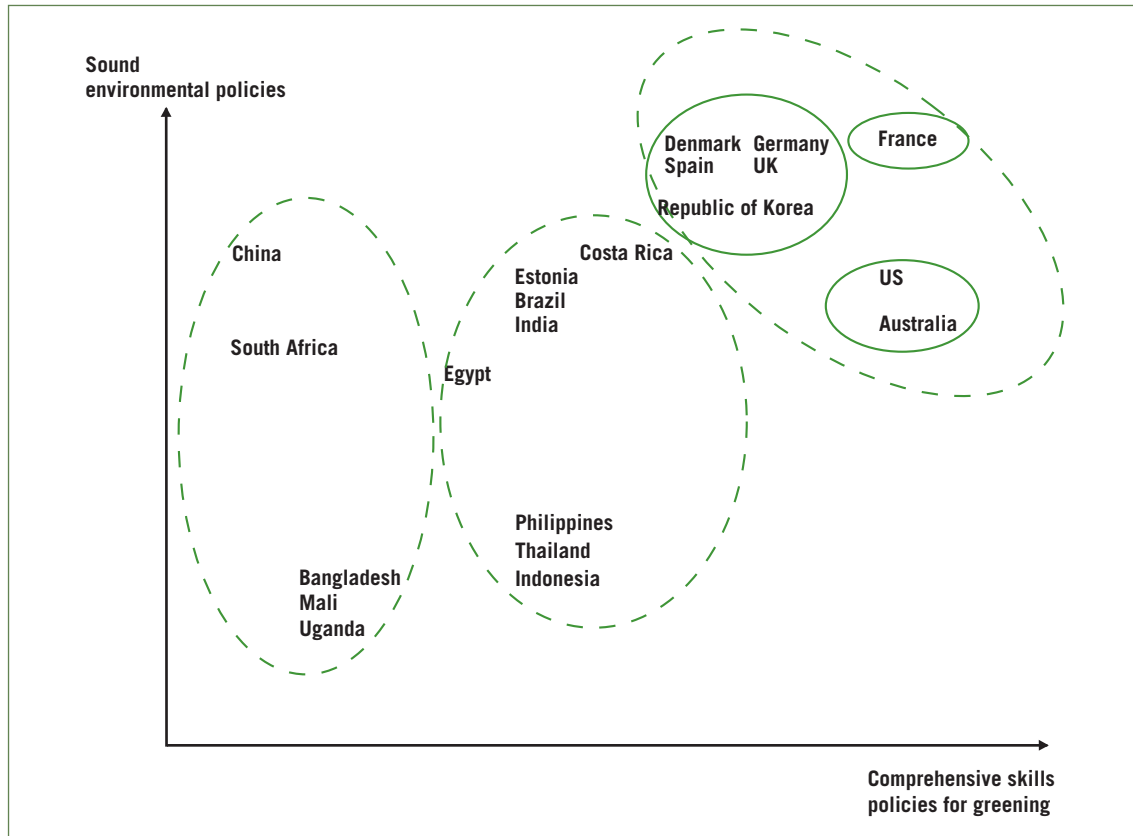 Sound
environmental policies
Denmark Germany
Spain UK
Republic of Korea
France
US
Australia
China
South Africa
Bangladesh
Mali
Uganda
Costa Rica
Estonia
Brazil
India
Egypt
Philippines
Thailand
Indonesia
Comprehensive skills
policies for greening